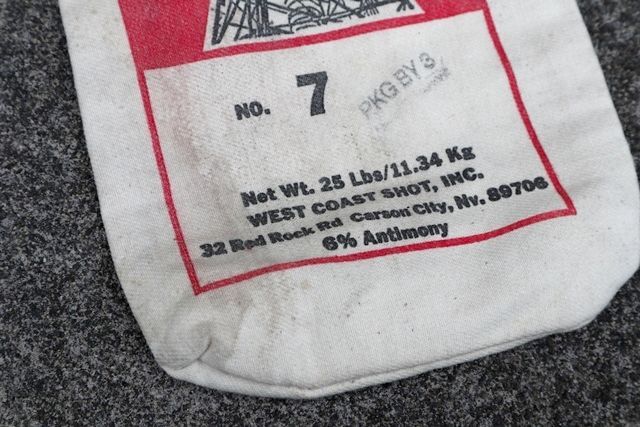 NO. 7
PKG BY 3
Net Wt. 25 Lbs/11.34 Kg
WEST COAST SHOT, INC.
32 Red Rock Rd Carson City, Nv. 89706
6% Antimony